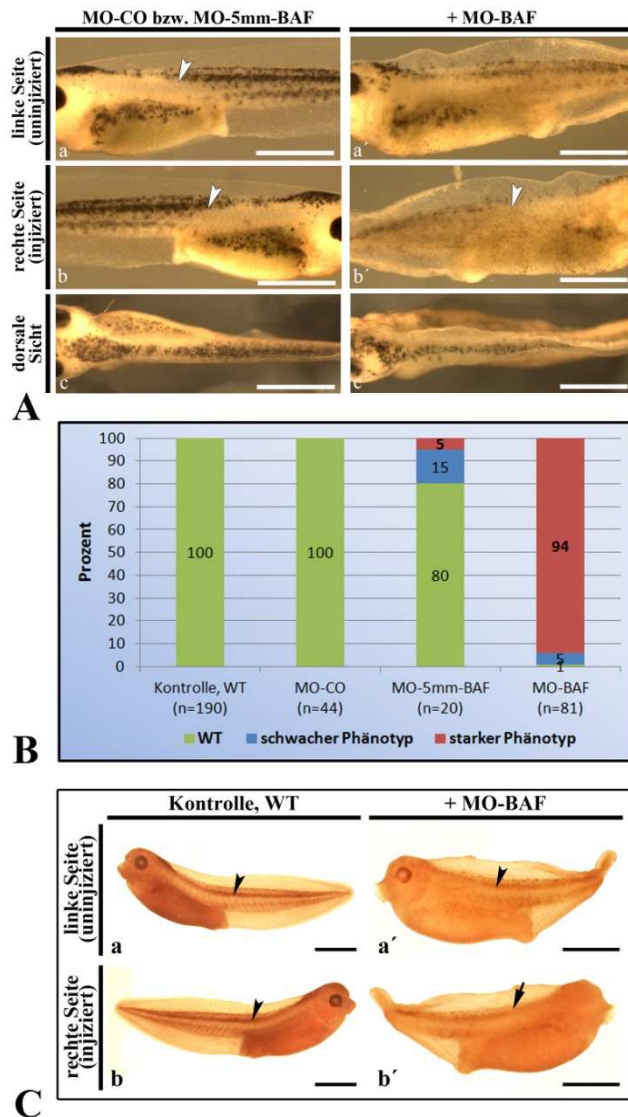 MO-CO bzw. MO-5mm-BAF
+ MO-BAF
linke Seite
(uninjiziert)
a
a´
rechte Seite
(injiziert)
b
b´
dorsale
Sicht
c
A
100
90
80
70
60
50
40
30
20
10
0
Prozent
100
100
5
15
80
94
5
1
Kontrolle, WT
(n=190)
MO-CO
(n=44)
MO-5mm-BAF
(n=20)
MO-BAF
(n=81)
WT
schwacher Phänotyp
starker Phänotyp
B
Kontrolle, WT
+ MO-BAF
linke Seite
(uninjiziert)
a
a´
rechte Seite
(injiziert)
b
b´
C